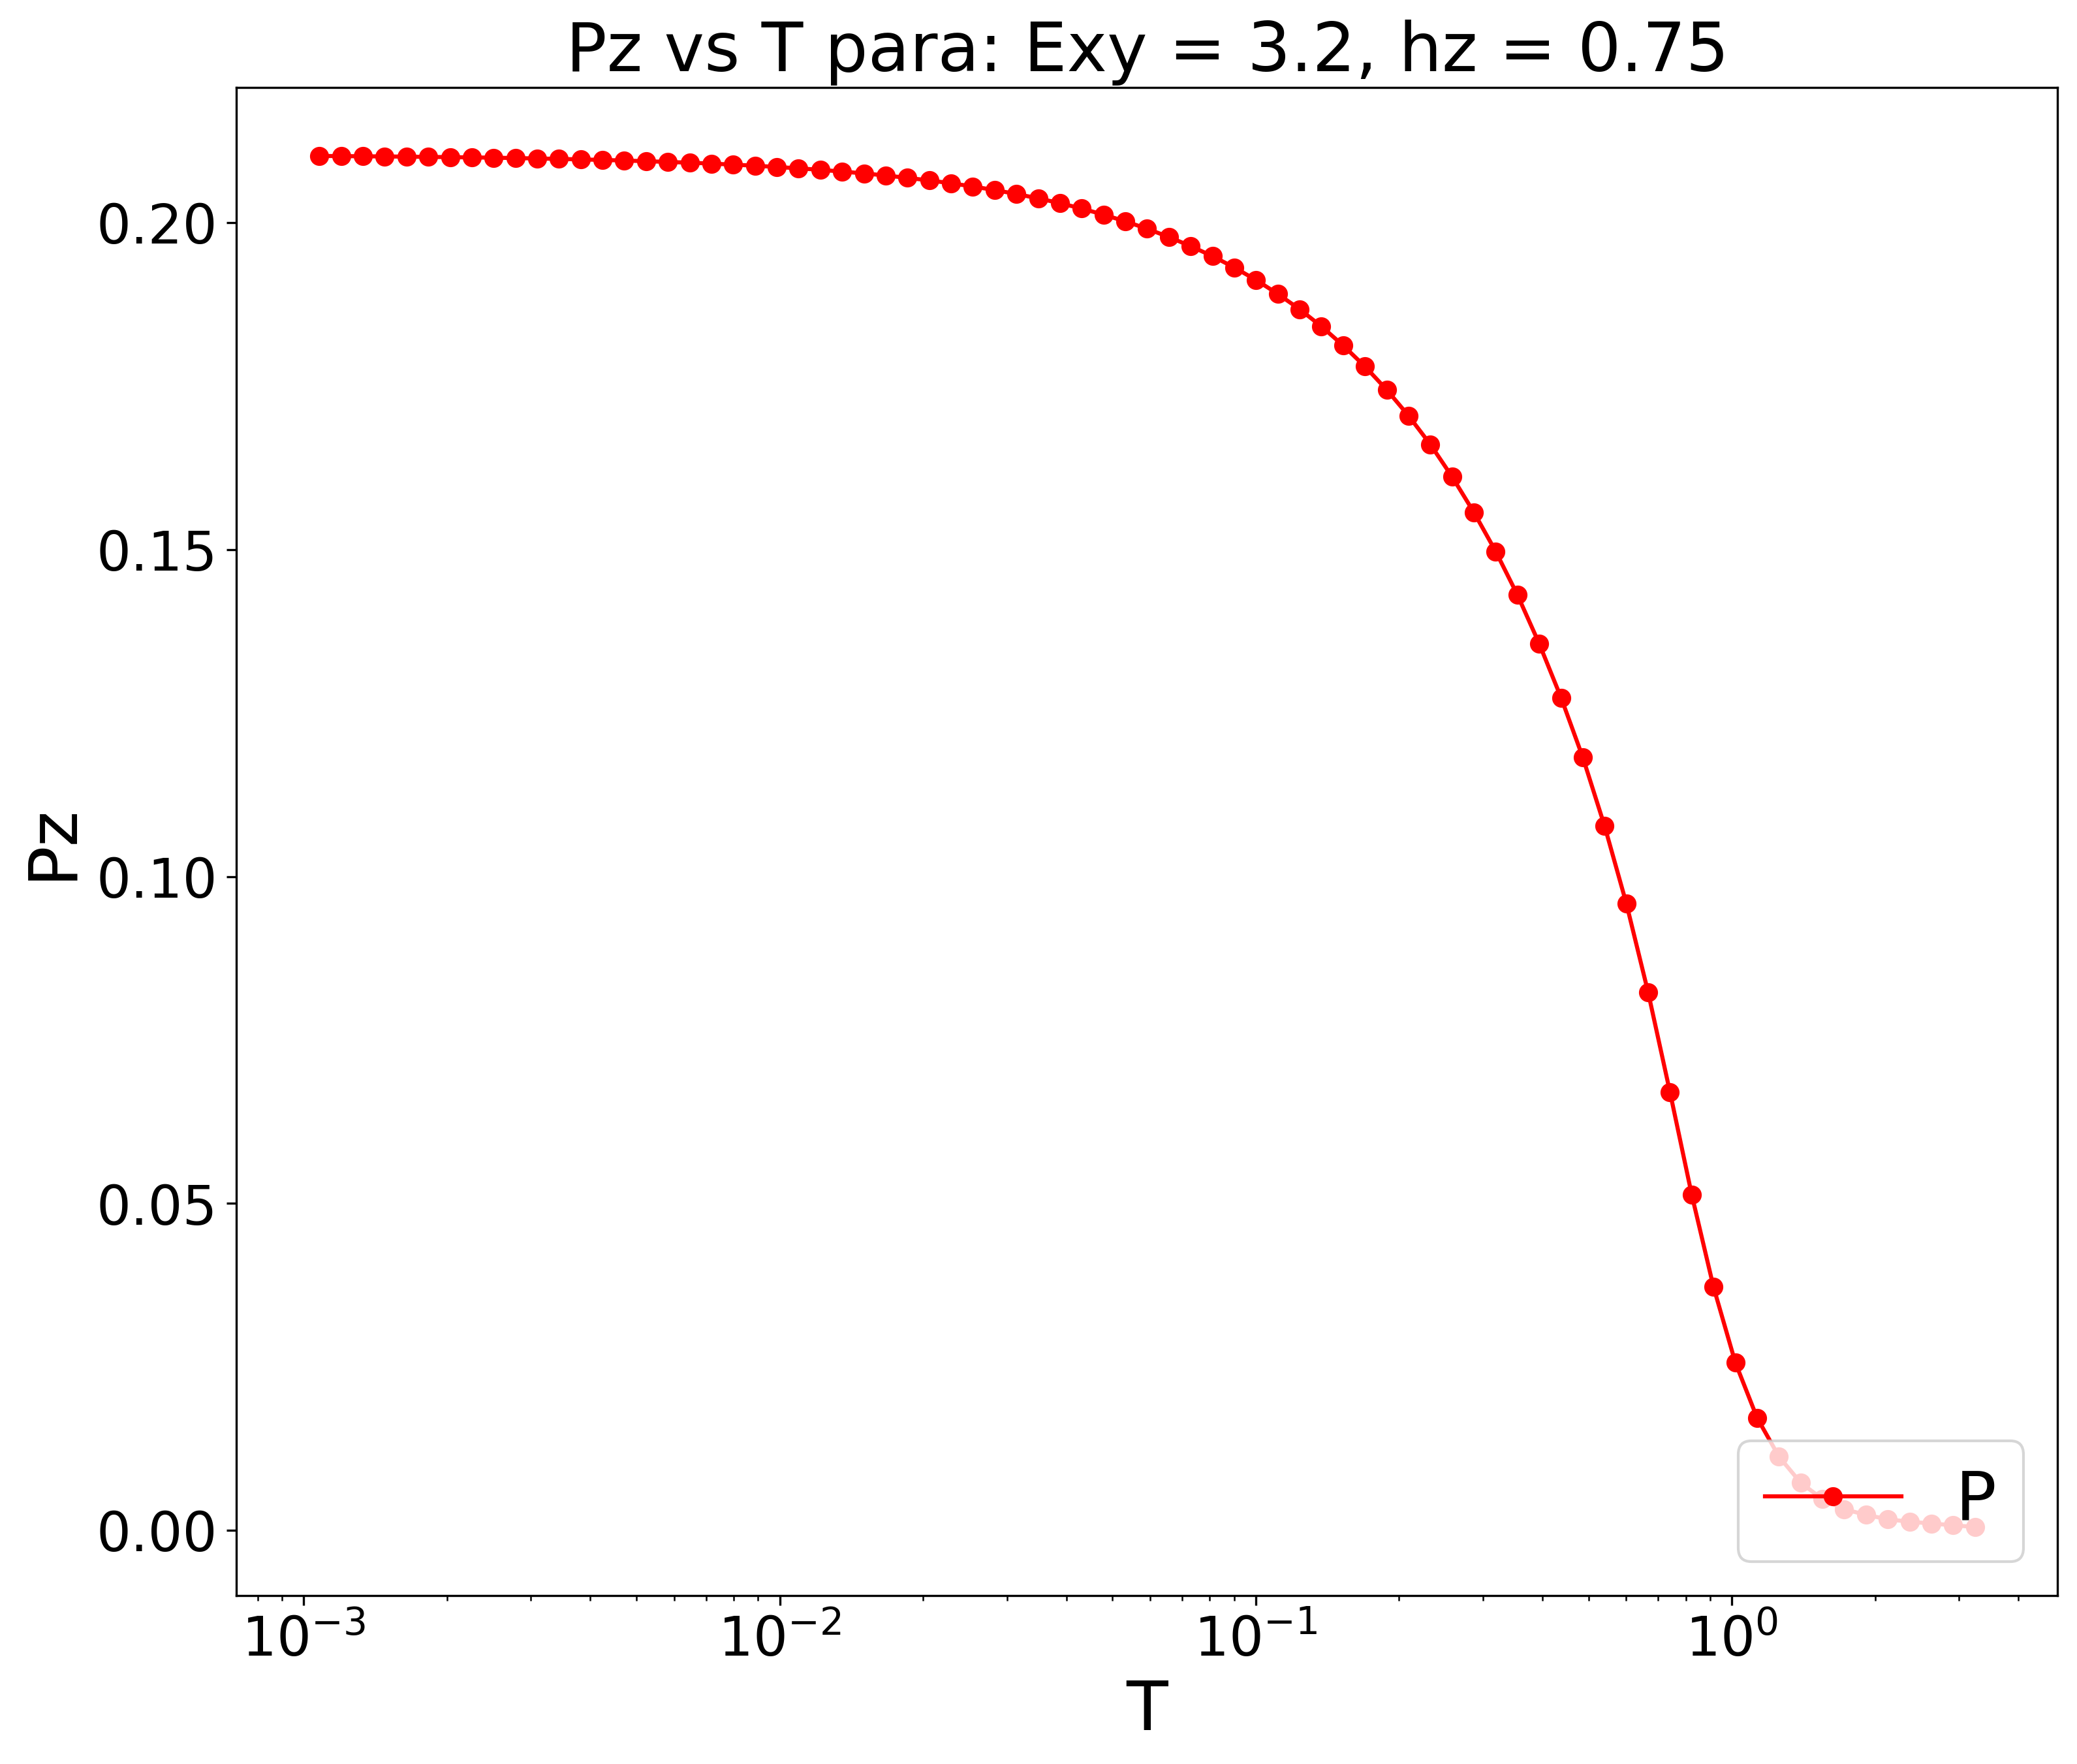 Pz vs T para: Exy = 3.2, hz = 0.75
Pz
0.20
0.15
0.10
0.05
0.00
10⁻³ 10⁻² 10⁻¹ 10⁰
T
P